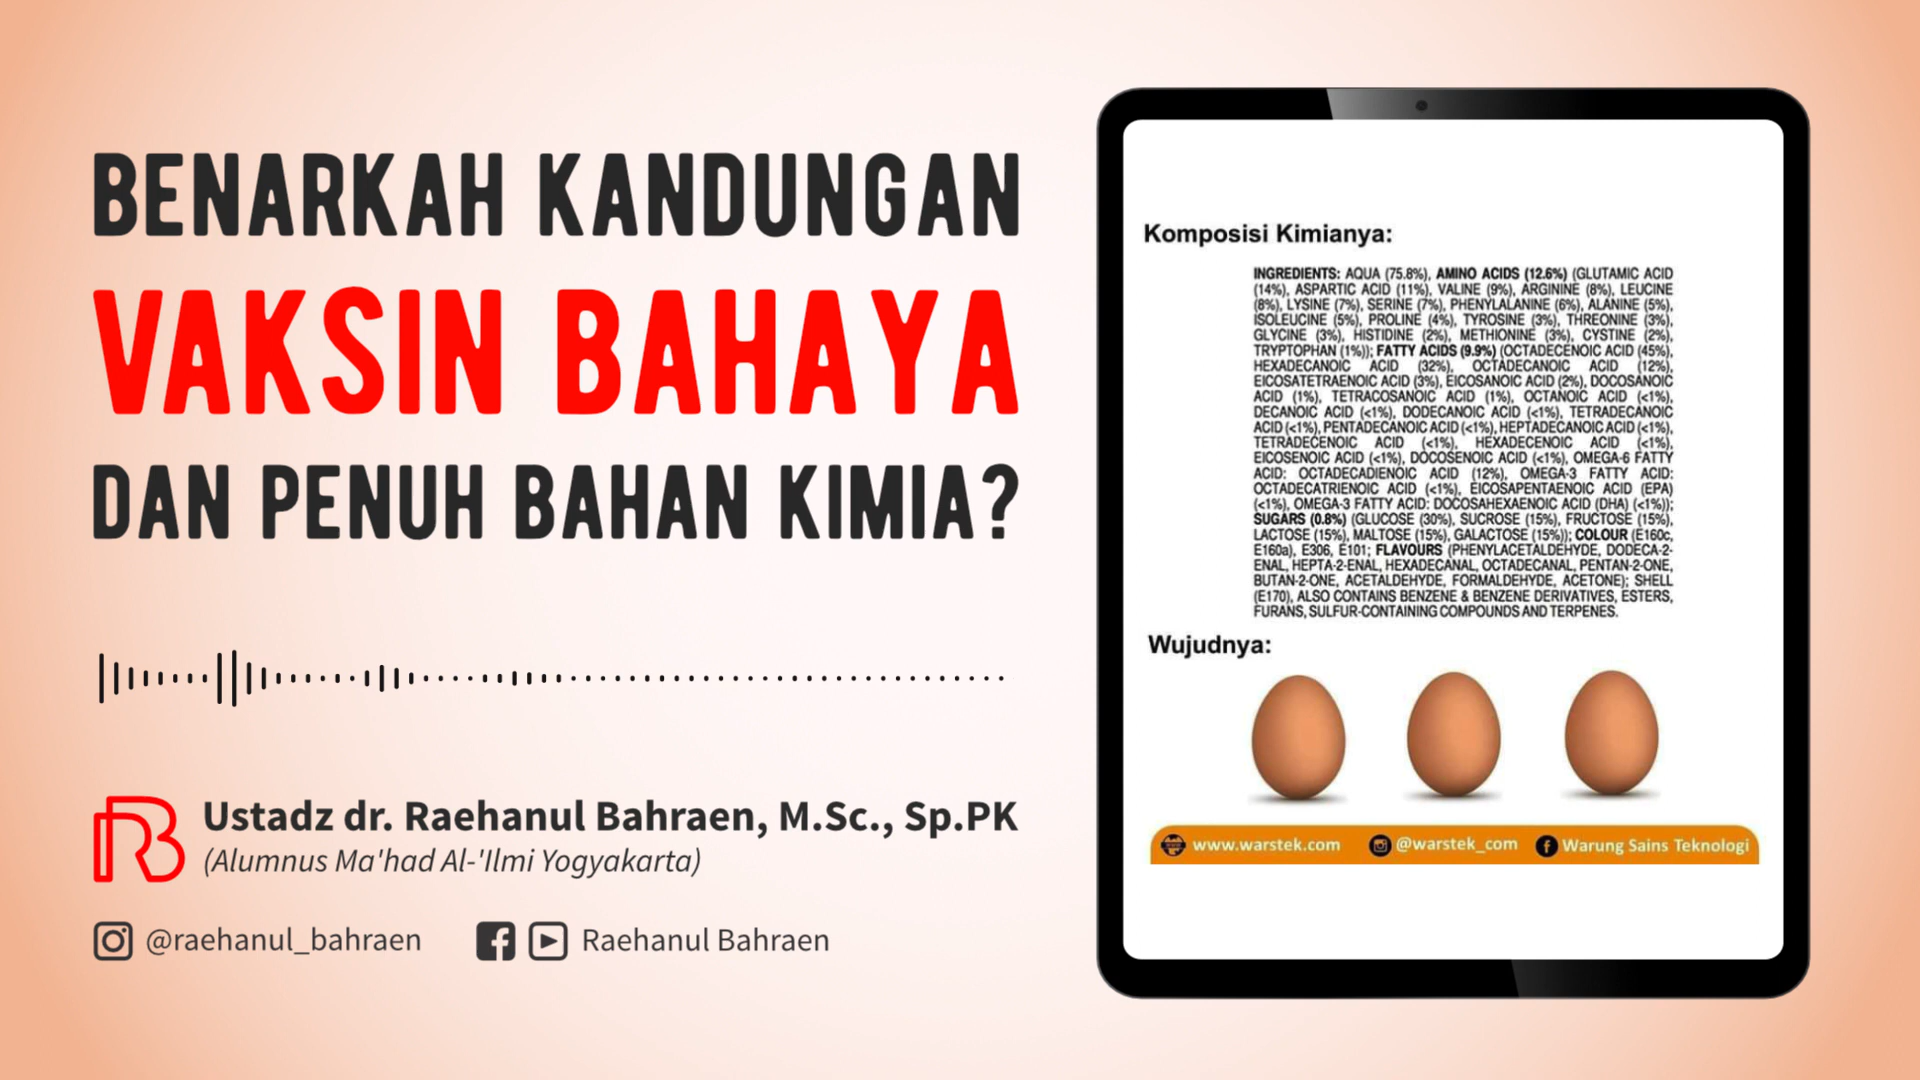 BENARKAH KANDUNGAN
VAKSIN BAHAYA
DAN PENUH BAHAN KIMIA?
Ustadz dr. Raehanul Bahraen, M.Sc., Sp.PK
(Alumnus Ma'had Al-'Ilmi Yogyakarta)
@raehanul_bahraen
Raehanul Bahraen
Komposisi Kimianya:
INGREDIENTS: AQUA (75.8%), AMINO ACIDS (12.6%) (GLUTAMIC ACID
(14%), ASPARTIC ACID (11%), VALINE (9%), ARGININE (8%), LEUCINE
(8%), LYSINE (7%), SERINE (7%), PHENYLALANINE (6%), ALANINE (5%),
ISOLEUCINE (5%), PROLINE (4%), TYROSINE (3%), THREONINE (3%),
GLYCINE (3%), HISTIDINE (2%), METHIONINE (3%), CYSTINE (2%),
TRYPTOPHAN (1%)); FATTY ACIDS (9.9%) (OCTADECENOIC ACID (45%),
HEXADECANOIC ACID (32%), OCTADECANOIC ACID (12%),
EICOSATETRAENOIC ACID (3%), EICOSANOIC ACID (2%), DOCOSANOIC
ACID (1%), TETRACOSANOIC ACID (1%), OCTANOIC ACID (<1%),
DECANOIC ACID (<1%), DODECANOIC ACID (<1%), TETRADECANOIC
ACID (<1%), PENTADECANOIC ACID (<1%), HEPTADECANOIC ACID (<1%),
TETRADECENOIC ACID (<1%), HEXADECENOIC ACID (<1%),
EICOSENOIC ACID (<1%), DOCOSENOIC ACID (<1%), OMEGA-6 FATTY
ACID: OCTADECADIENOIC ACID (12%), OMEGA-3 FATTY ACID:
OCTADECATRIENOIC ACID (<1%), EICOSAPENTAENOIC ACID (EPA)
(<1%), OMEGA-3 FATTY ACID: DOCOSAHEXAENOIC ACID (DHA) (<1%));
SUGARS (0.8%) (GLUCOSE (30%), SUCROSE (15%), FRUCTOSE (15%),
LACTOSE (15%), MALTOSE (15%), GALACTOSE (15%)); COLOUR (E160c,
E160a), E306, E101; FLAVOURS (PHENYLACETALDEHYDE, DODECA-2-
ENAL, HEPTA-2-ENAL, HEXADECANAL, OCTADECANAL, PENTAN-2-ONE,
BUTAN-2-ONE, ACETALDEHYDE, FORMALDEHYDE, ACETONE); SHELL
(E170), ALSO CONTAINS BENZENE & BENZENE DERIVATIVES, ESTERS,
FURANS, SULFUR-CONTAINING COMPOUNDS AND TERPENES.
Wujudnya:
www.warstek.com @warstek_com Warung Sains Teknologi